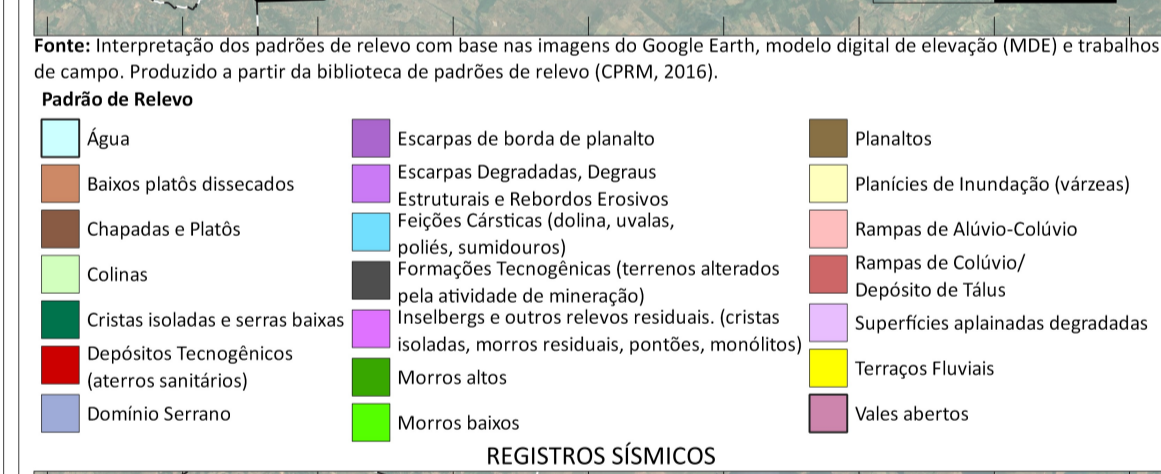 Fonte: Interpretação dos padrões de relevo com base nas imagens do Google Earth, modelo digital de elevação (MDE) e trabalhos
de campo. Produzido a partir da biblioteca de padrões de relevo (CPRM, 2016).
Padrão de Relevo
Água
Baixos platôs dissecados
Chapadas e Platôs
Colinas
Cristas isoladas e serras baixas
Depósitos Tecnogênicos
(aterros sanitários)
Domínio Serrano
Escarpas de borda de planalto
Escarpas Degradadas, Degraus
Estruturais e Rebordos Erosivos
Feições Cársticas (dolina, uvalas,
poliés, sumidouros)
Formações Tecnogênicas (terrenos alterados
pela atividade de mineração)
Inselbergs e outros relevos residuais. (cristas
isoladas, morros residuais, pontões, monólitos)
Morros altos
Morros baixos
Planaltos
Planícies de Inundação (várzeas)
Rampas de Alúvio-Colúvio
Rampas de Colúvio/
Depósito de Tálus
Superfícies aplainadas degradadas
Terraços Fluviais
Vales abertos
REGISTROS SÍSMICOS